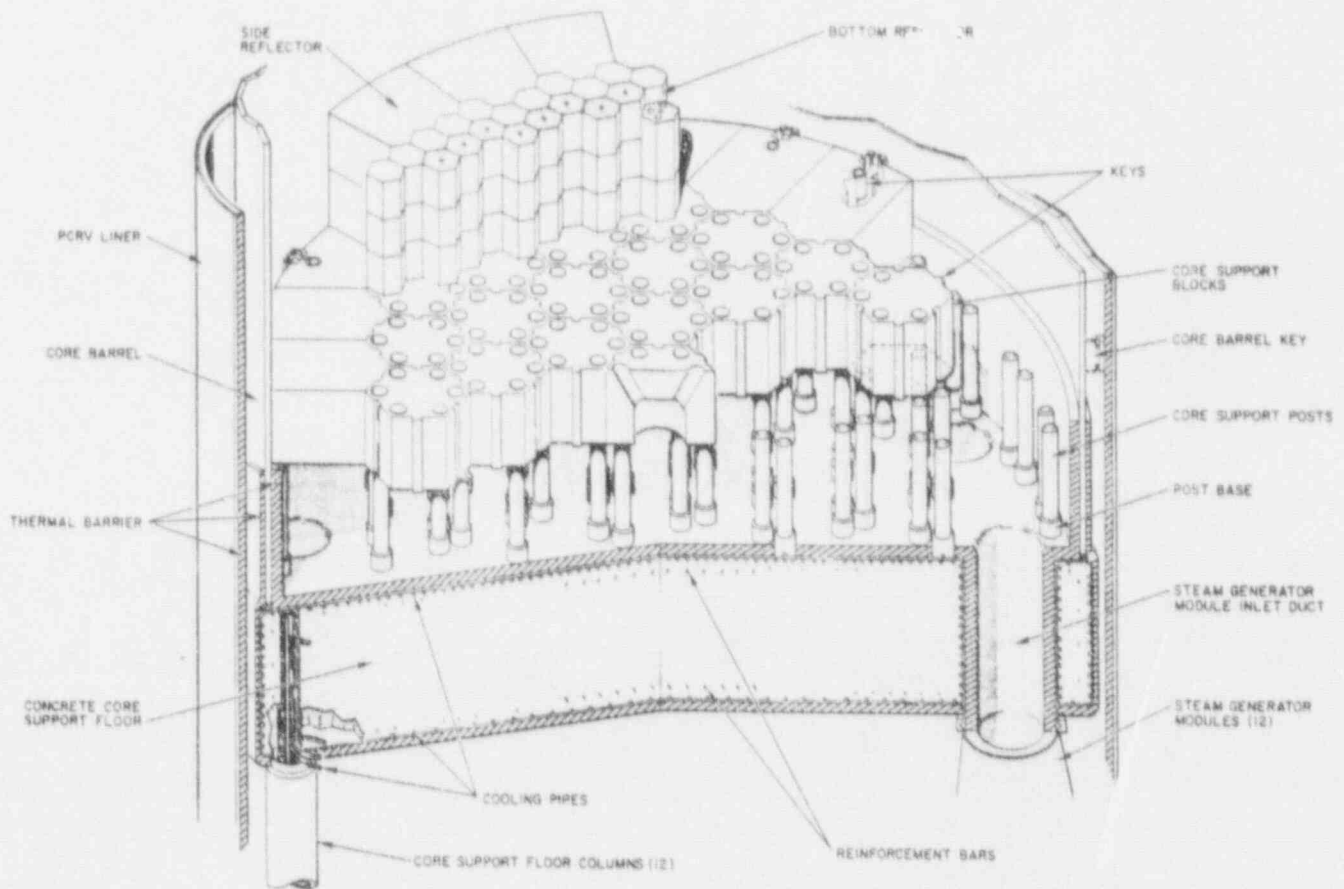 SIDE
REFLECTOR
BOTTOM
KEYS
PCRV LINER
CORE SUPPORT
BLOCKS
CORE BARREL
CORE BARREL KEY
CORE SUPPORT POSTS
POST BASE
THERMAL BARRIER
STEAM GENERATOR
MODULE INLET DUCT
CONCRETE CORE
SUPPORT FLOOR
STEAM GENERATOR
MODULES (12)
COOLING PIPES
REINFORCEMENT BARS
CORE SUPPORT FLOOR COLUMNS (12)